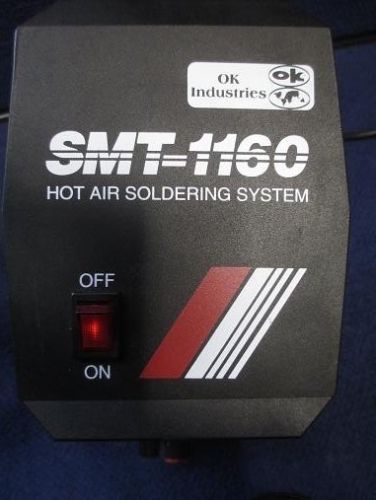 OK
Industries
ok
SMT-1160
HOT AIR SOLDERING SYSTEM
OFF
ON